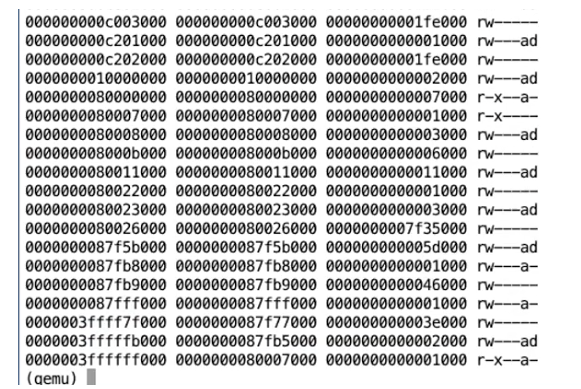 000000000c003000 000000000c003000 00000000001fe000 rw-----
000000000c201000 000000000c201000 0000000000001000 rw---ad
000000000c202000 000000000c202000 00000000001fe000 rw-----
0000000010000000 0000000010000000 0000000000002000 rw---ad
0000000080000000 0000000080000000 0000000000007000 r-x--a-
0000000080007000 0000000080007000 0000000000001000 r-x----
0000000080008000 0000000080008000 0000000000003000 rw---ad
000000008000b000 000000008000b000 0000000000006000 rw-----
0000000080011000 0000000080011000 0000000000011000 rw---ad
0000000080022000 0000000080022000 0000000000001000 rw-----
0000000080023000 0000000080023000 0000000000003000 rw---ad
0000000080026000 0000000080026000 0000000007f35000 rw-----
0000000087f5b000 0000000087f5b000 000000000005d000 rw---ad
0000000087fb8000 0000000087fb8000 0000000000001000 rw---a-
0000000087fb9000 0000000087fb9000 0000000000046000 rw-----
0000000087fff000 0000000087fff000 0000000000001000 rw---a-
0000003ffff7f000 0000000087f77000 000000000003e000 rw-----
0000003fffffb000 0000000087fb5000 0000000000002000 rw---ad
0000003ffffff000 0000000080007000 0000000000001000 r-x--a-
(qemu)